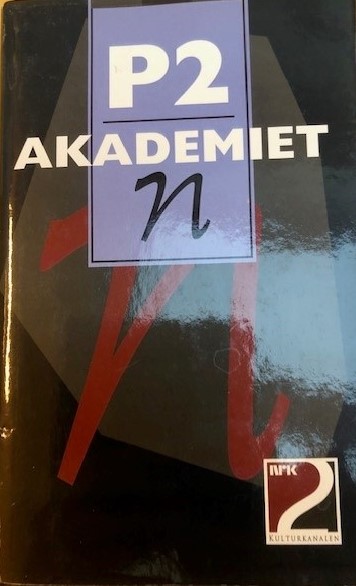 P2
AKADEMIET
n
n
NRK
2
KULTURKANALEN